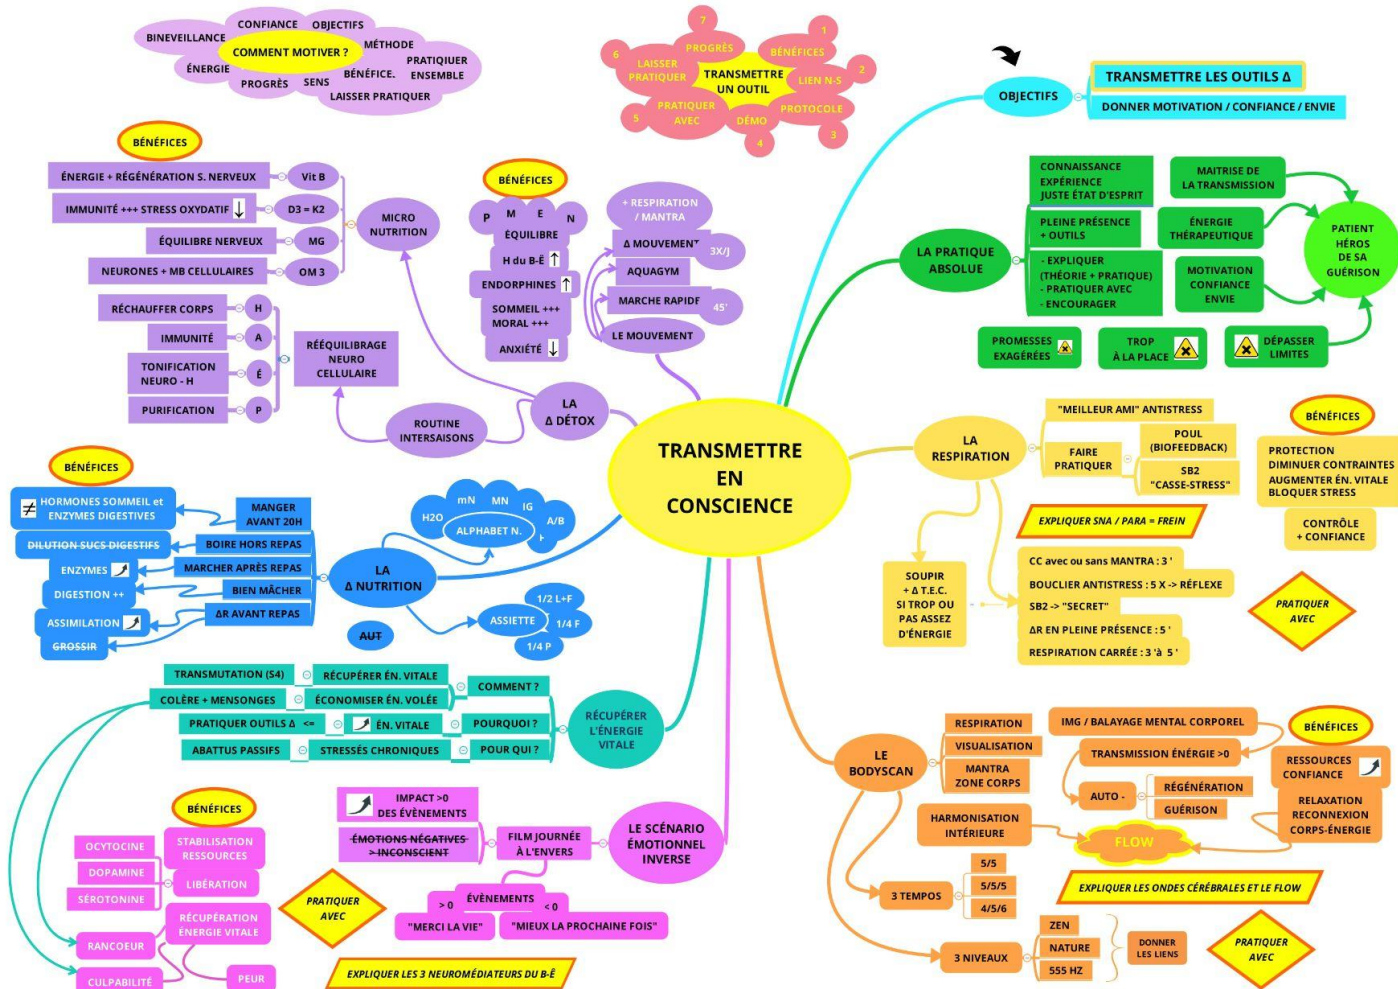 CONFIANCE
OBJECTIFS
BINEVEILLANCE
MÉTHODE
COMMENT MOTIVER ?
PRATIQIUER
ENSEMBLE
ÉNERGIE
BÉNÉFICE.
PROGRÈS
SENS
LAISSER PRATIQUER
7
PROGRÈS
1
BÉNÉFICES
6
LAISSER
PRATIQUER
TRANSMETTRE
UN OUTIL
LIEN N-S
2
PRATIQUER
AVEC
5
DÉMO
4
PROTOCOLE
3
OBJECTIFS
TRANSMETTRE LES OUTILS Δ
DONNER MOTIVATION / CONFIANCE / ENVIE
BÉNÉFICES
ÉNERGIE + RÉGÉNÉRATION S. NERVEUX
Vit B
IMMUNITÉ +++ STRESS OXYDATIF ↓
D3 = K2
ÉQUILIBRE NERVEUX
MG
NEURONES + MB CELLULAIRES
OM 3
MICRO
NUTRITION
RÉCHAUFFER CORPS
H
IMMUNITÉ
A
TONIFICATION
NEURO - H
É
PURIFICATION
P
RÉÉQUILIBRAGE
NEURO
CELLULAIRE
ROUTINE
INTERSAISONS
LA
Δ DÉTOX
BÉNÉFICES
P M E N
ÉQUILIBRE
H du B-Ë ↑
ENDORPHINES ↑
SOMMEIL +++
MORAL +++
ANXIÉTÉ ↓
+ RESPIRATION
/ MANTRA
Δ MOUVEMENT
3X/J
AQUAGYM
MARCHE RAPIDE
45'
LE MOUVEMENT
LA PRATIQUE
ABSOLUE
CONNAISSANCE
EXPÉRIENCE
JUSTE ÉTAT D'ESPRIT
PLEINE PRÉSENCE
+ OUTILS
- EXPLIQUER
(THÉORIE + PRATIQUE)
- PRATIQUER AVEC
- ENCOURAGER
MAITRISE DE
LA TRANSMISSION
ÉNERGIE
THÉRAPEUTIQUE
MOTIVATION
CONFIANCE
ENVIE
PATIENT
HÉROS
DE SA
GUÉRISON
PROMESSES
EXAGÉRÉES
TROP
À LA PLACE
DÉPASSER
LIMITES
TRANSMETTRE
EN
CONSCIENCE
LA
RESPIRATION
"MEILLEUR AMI" ANTISTRESS
FAIRE
PRATIQUER
POUL
(BIOFEEDBACK)
SB2
"CASSE-STRESS"
BÉNÉFICES
PROTECTION
DIMINUER CONTRAINTES
AUGMENTER ÉN. VITALE
BLOQUER STRESS
CONTRÔLE
+ CONFIANCE
EXPLIQUER SNA / PARA = FREIN
SOUPIR
+ Δ T.E.C.
SI TROP OU
PAS ASSEZ
D'ÉNERGIE
CC avec ou sans MANTRA : 3 '
BOUCLIER ANTISTRESS : 5 X -> RÉFLEXE
SB2 -> "SECRET"
ΔR EN PLEINE PRÉSENCE : 5 '
RESPIRATION CARRÉE : 3 'à 5 '
PRATIQUER
AVEC
BÉNÉFICES
≠ HORMONES SOMMEIL et
ENZYMES DIGESTIVES
DILUTION SUCS DIGESTIFS
ENZYMES
DIGESTION ++
ASSIMILATION
GROSSIR
MANGER
AVANT 20H
BOIRE HORS REPAS
MARCHER APRÈS REPAS
BIEN MÂCHER
ΔR AVANT REPAS
LA
Δ NUTRITION
H2O
mN
MN
IG
A/B
ALPHABET N.
ASSIETTE
1/2 L+F
1/4 F
1/4 P
AUT
TRANSMUTATION (S4)
RÉCUPÉRER ÉN. VITALE
COLÈRE + MENSONGES
ÉCONOMISER ÉN. VOLÉE
COMMENT ?
PRATIQUER OUTILS Δ <=
ÉN. VITALE
POURQUOI ?
ABATTUS PASSIFS
STRESSÉS CHRONIQUES
POUR QUI ?
RÉCUPÉRER
L'ÉNERGIE
VITALE
BÉNÉFICES
OCYTOCINE
DOPAMINE
SÉROTONINE
STABILISATION
RESSOURCES
LIBÉRATION
RÉCUPÉRATION
ÉNERGIE VITALE
RANCOEUR
CULPABILITÉ
PEUR
PRATIQUER
AVEC
IMPACT >0
DES ÉVÈNEMENTS
ÉMOTIONS NÉGATIVES
> INCONSCIENT
FILM JOURNÉE
À L'ENVERS
LE SCÉNARIO
ÉMOTIONNEL
INVERSE
ÉVÈNEMENTS
> 0
< 0
"MERCI LA VIE"
"MIEUX LA PROCHAINE FOIS"
EXPLIQUER LES 3 NEUROMÉDIATEURS DU B-Ê
LE
BODYSCAN
RESPIRATION
VISUALISATION
MANTRA
ZONE CORPS
IMG / BALAYAGE MENTAL CORPOREL
TRANSMISSION ÉNÉRGIE >0
AUTO -
RÉGÉNÉRATION
GUÉRISON
BÉNÉFICES
RESSOURCES
CONFIANCE
RELAXATION
RECONNEXION
CORPS-ÉNERGIE
HARMONISATION
INTÉRIEURE
FLOW
3 TEMPOS
5/5
5/5/5
4/5/6
EXPLIQUER LES ONDES CÉRÉBRALES ET LE FLOW
3 NIVEAUX
ZEN
NATURE
555 HZ
DONNER
LES LIENS
PRATIQUER
AVEC